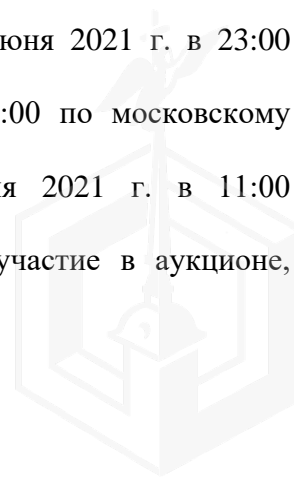 юня 2021 г. в 23:00
:00 по московскому
я 2021 г. в 11:00
участие в аукционе,